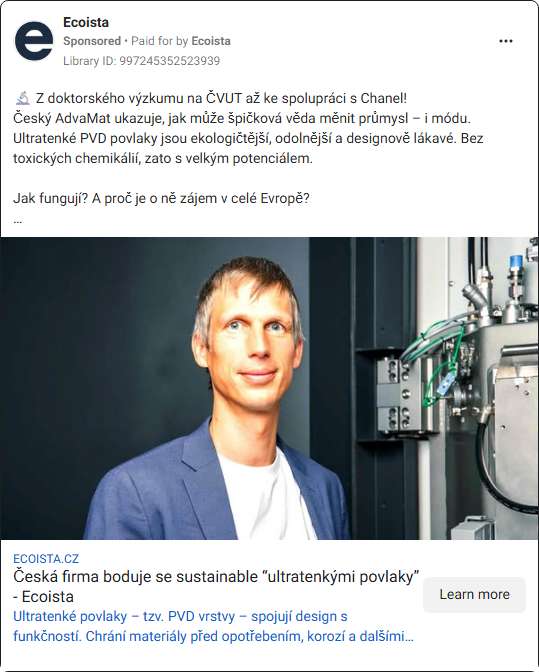 Ecoista
Sponsored • Paid for by Ecoista
Library ID: 997245352523939
🔬 Z doktorského výzkumu na ČVUT až ke spolupráci s Chanel!
Český AdvaMat ukazuje, jak může špičková věda měnit průmysl – i módu.
Ultratenké PVD povlaky jsou ekologičtější, odolnější a designově lákavé. Bez
toxických chemikálií, zato s velkým potenciálem.
Jak fungují? A proč je o ně zájem v celé Evropě?
...
ECOISTA.CZ
Česká firma boduje se sustainable “ultratenkými povlaky”
- Ecoista
Learn more
Ultratenké povlaky – tzv. PVD vrstvy – spojují design s
funkčností. Chrání materiály před opotřebením, korozí a dalšími…